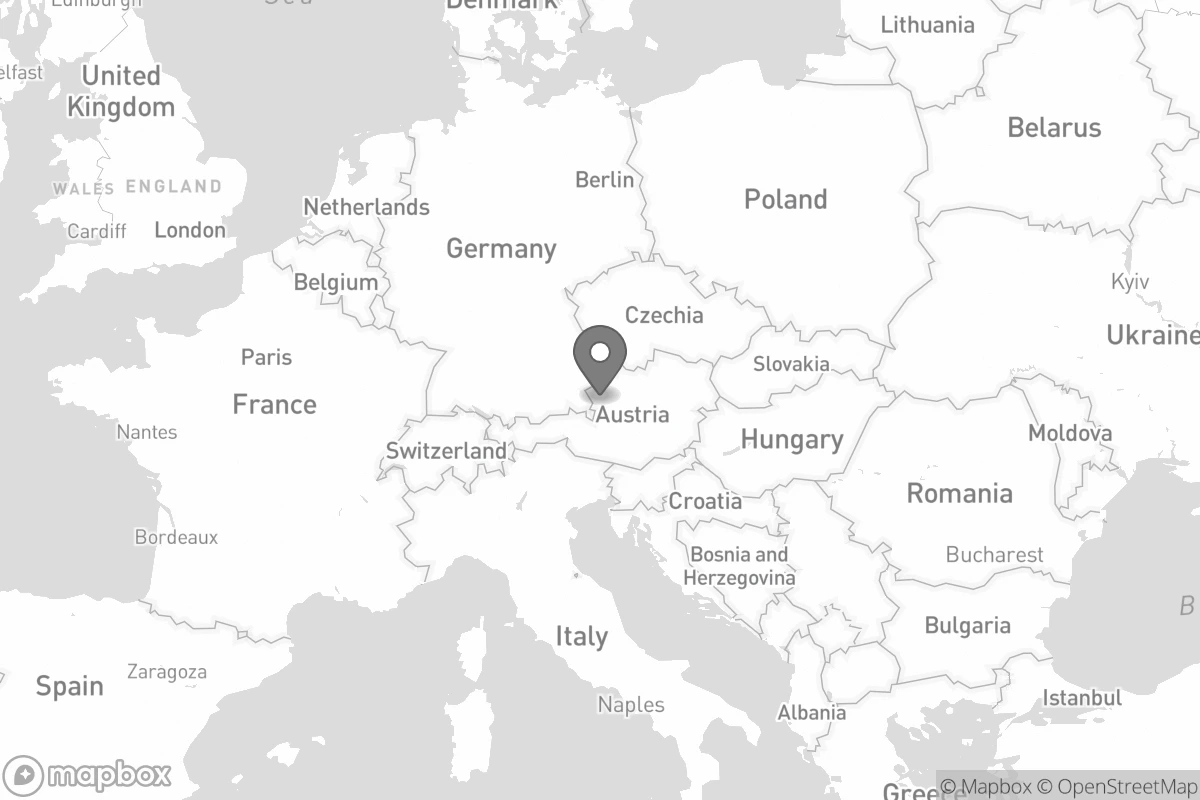 Edinburgh
Sea
Denmark
Lithuania
elfast
United
Kingdom
Belarus
WALES
ENGLAND
Berlin
Poland
Netherlands
Cardiff
London
Germany
Belgium
Kyiv
Czechia
Ukraine
Paris
Slovakia
France
Austria
Nantes
Hungary
Moldova
Switzerland
Romania
Croatia
Bordeaux
Bosnia and
Herzegovina
Bucharest
B
Bulgaria
Italy
Zaragoza
Spain
Istanbul
Naples
Albania
mapbox
Greece
© Mapbox © OpenStreetMap